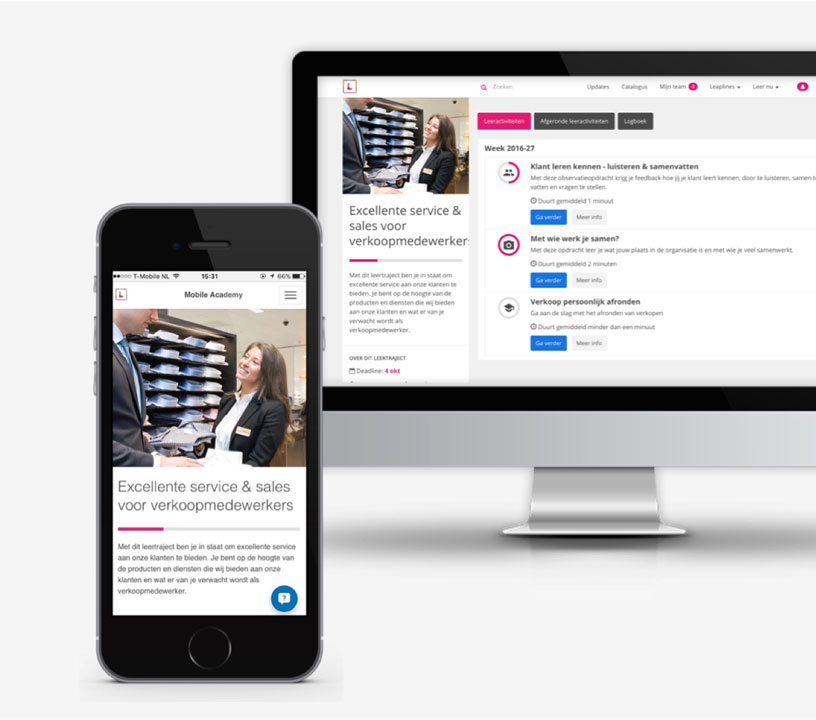 L
Zoeken
Updates
Catalogus
Mijn team
Leaplines
Leer nu
Leeractiviteiten
Afgeronde leeractiviteiten
Logboek
Excellente service &
sales voor
verkoopmedewerkers
Met dit leertraject ben je in staat om
excellente service aan onze klanten te
bieden. Je bent op de hoogte van de
producten en diensten die wij bieden
aan onze klanten en wat er van je
verwacht wordt als
verkoopmedewerker.
OVER DIT LEERTRAJECT
Deadline: 4 okt
Week 2016-27
Klant leren kennen - luisteren & samenvatten
Met deze observatieopdracht krijg je feedback hoe jij je klant leert kennen, door te luisteren, samen te
vatten en vragen te stellen.
Duurt gemiddeld 1 minuut
Ga verder
Meer info
Met wie werk je samen?
Met deze opdracht leer je wat jouw plaats in de organisatie is en met wie je veel samenwerkt.
Duurt gemiddeld 2 minuten
Ga verder
Meer info
Verkoop persoonlijk afronden
Ga aan de slag met het afronden van verkopen
Duurt gemiddeld minder dan een minuut
Ga verder
Meer info
T-Mobile NL 15:31 66%
L
Mobile Academy
Excellente service & sales
voor verkoopmedewerkers
Met dit leertraject ben je in staat om excellente service
aan onze klanten te bieden. Je bent op de hoogte van
de producten en diensten die wij bieden aan onze
klanten en wat er van je verwacht wordt als
verkoopmedewerker.
?